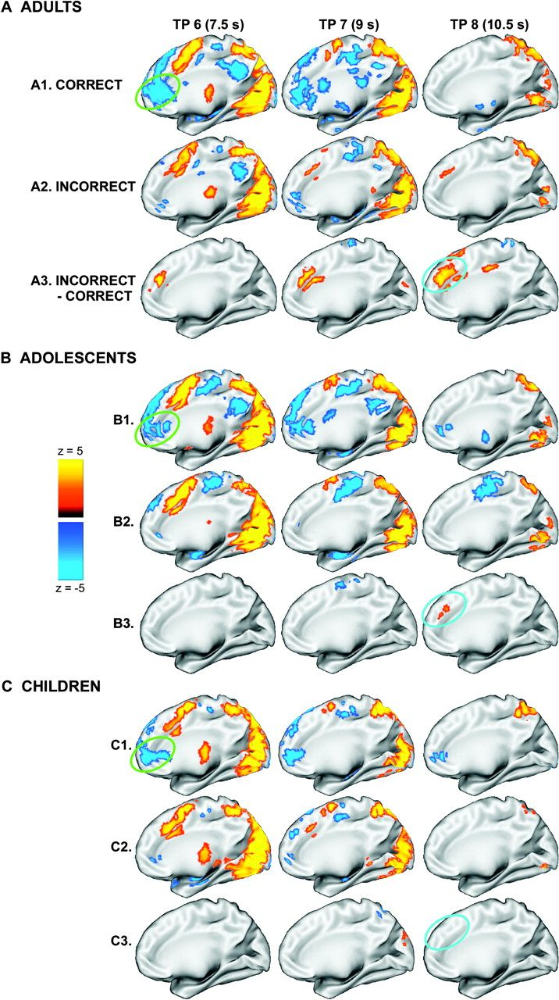 A ADULTS
TP 6 (7.5 s) TP 7 (9 s) TP 8 (10.5 s)
A1. CORRECT
A2. INCORRECT
A3. INCORRECT
- CORRECT
B ADOLESCENTS
B1.
z = 5
B2.
z = -5
B3.
C CHILDREN
C1.
C2.
C3.